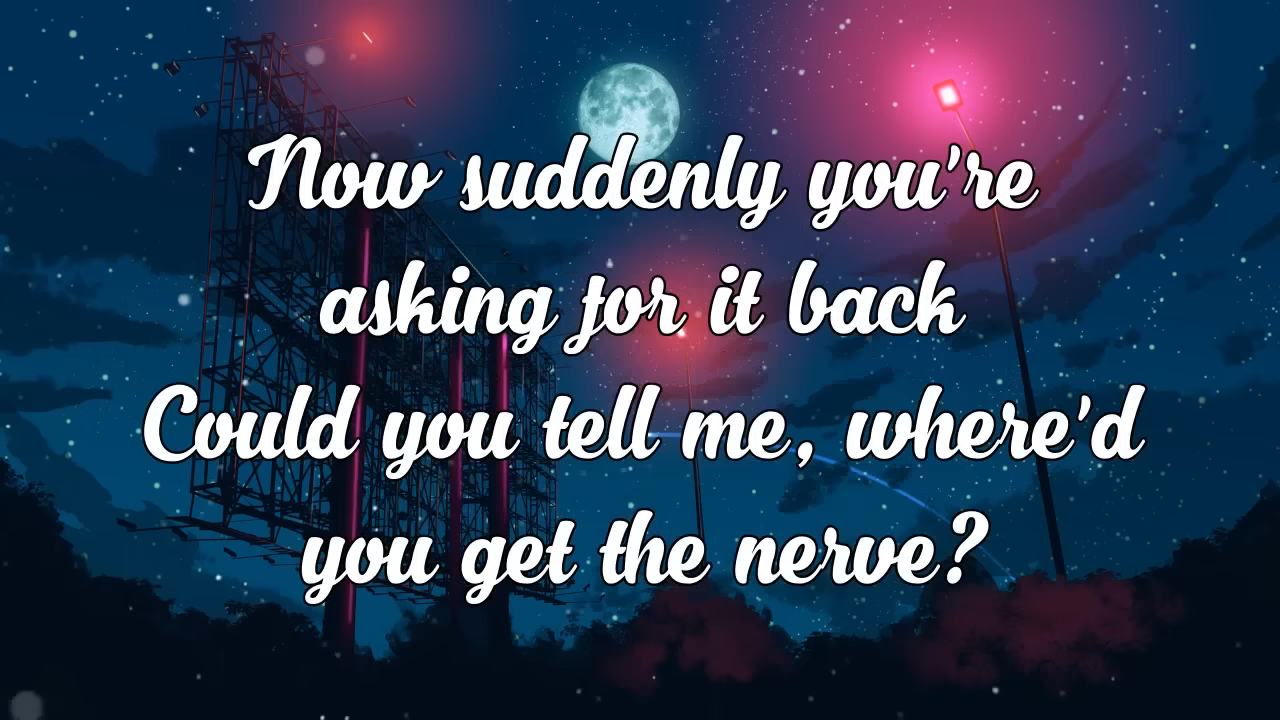 Now suddenly you're
asking for it back
Could you tell me, where'd
you get the nerve?